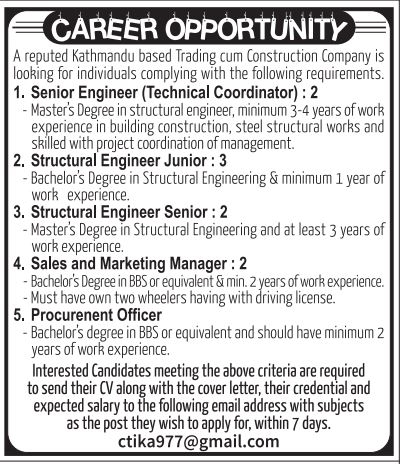 CAREER OPPORTUNITY
A reputed Kathmandu based Trading cum Construction Company is
looking for individuals complying with the following requirements.
1. Senior Engineer (Technical Coordinator) : 2
- Master's Degree in structural engineer, minimum 3-4 years of work
experience in building construction, steel structural works and
skilled with project coordination of management.
2. Structural Engineer Junior : 3
- Bachelor's Degree in Structural Engineering & minimum 1 year of
work experience.
3. Structural Engineer Senior : 2
- Master's Degree in Structural Engineering and at least 3 years of
work experience.
4. Sales and Marketing Manager : 2
- Bachelor's Degree in BBS or equivalent & min. 2 years of work experience.
- Must have own two wheelers having with driving license.
5. Procurenent Officer
- Bachelor's degree in BBS or equivalent and should have minimum 2
years of work experience.
Interested Candidates meeting the above criteria are required
to send their CV along with the cover letter, their credential and
expected salary to the following email address with subjects
as the post they wish to apply for, within 7 days.
ctika977@gmail.com